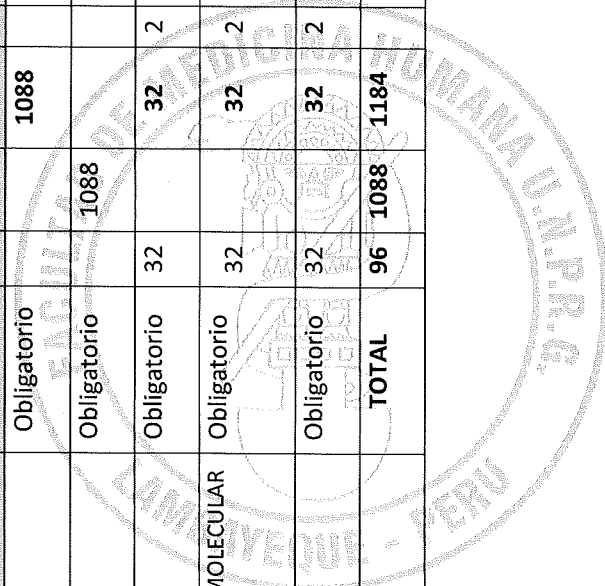 Obligatorio 1088
Obligatorio 1088
Obligatorio 32 32 2
MOLECULAR Obligatorio 32 32 2
Obligatorio 32 32 2
TOTAL 96 1088 1184
FACULTAD DE MEDICINA HUMANA U.N.P.R.G.
LAMBAYEQUE - PERU